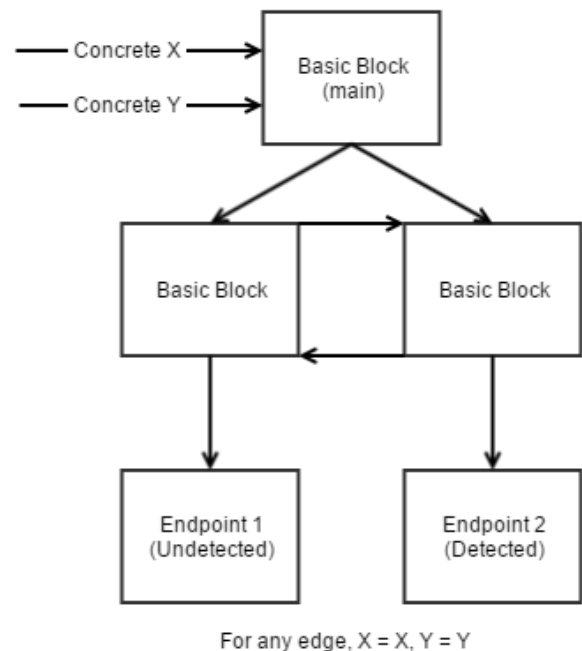 Concrete X
Concrete Y
Basic Block
(main)
Basic Block
Basic Block
Endpoint 1
(Undetected)
Endpoint 2
(Detected)
For any edge, X = X, Y = Y